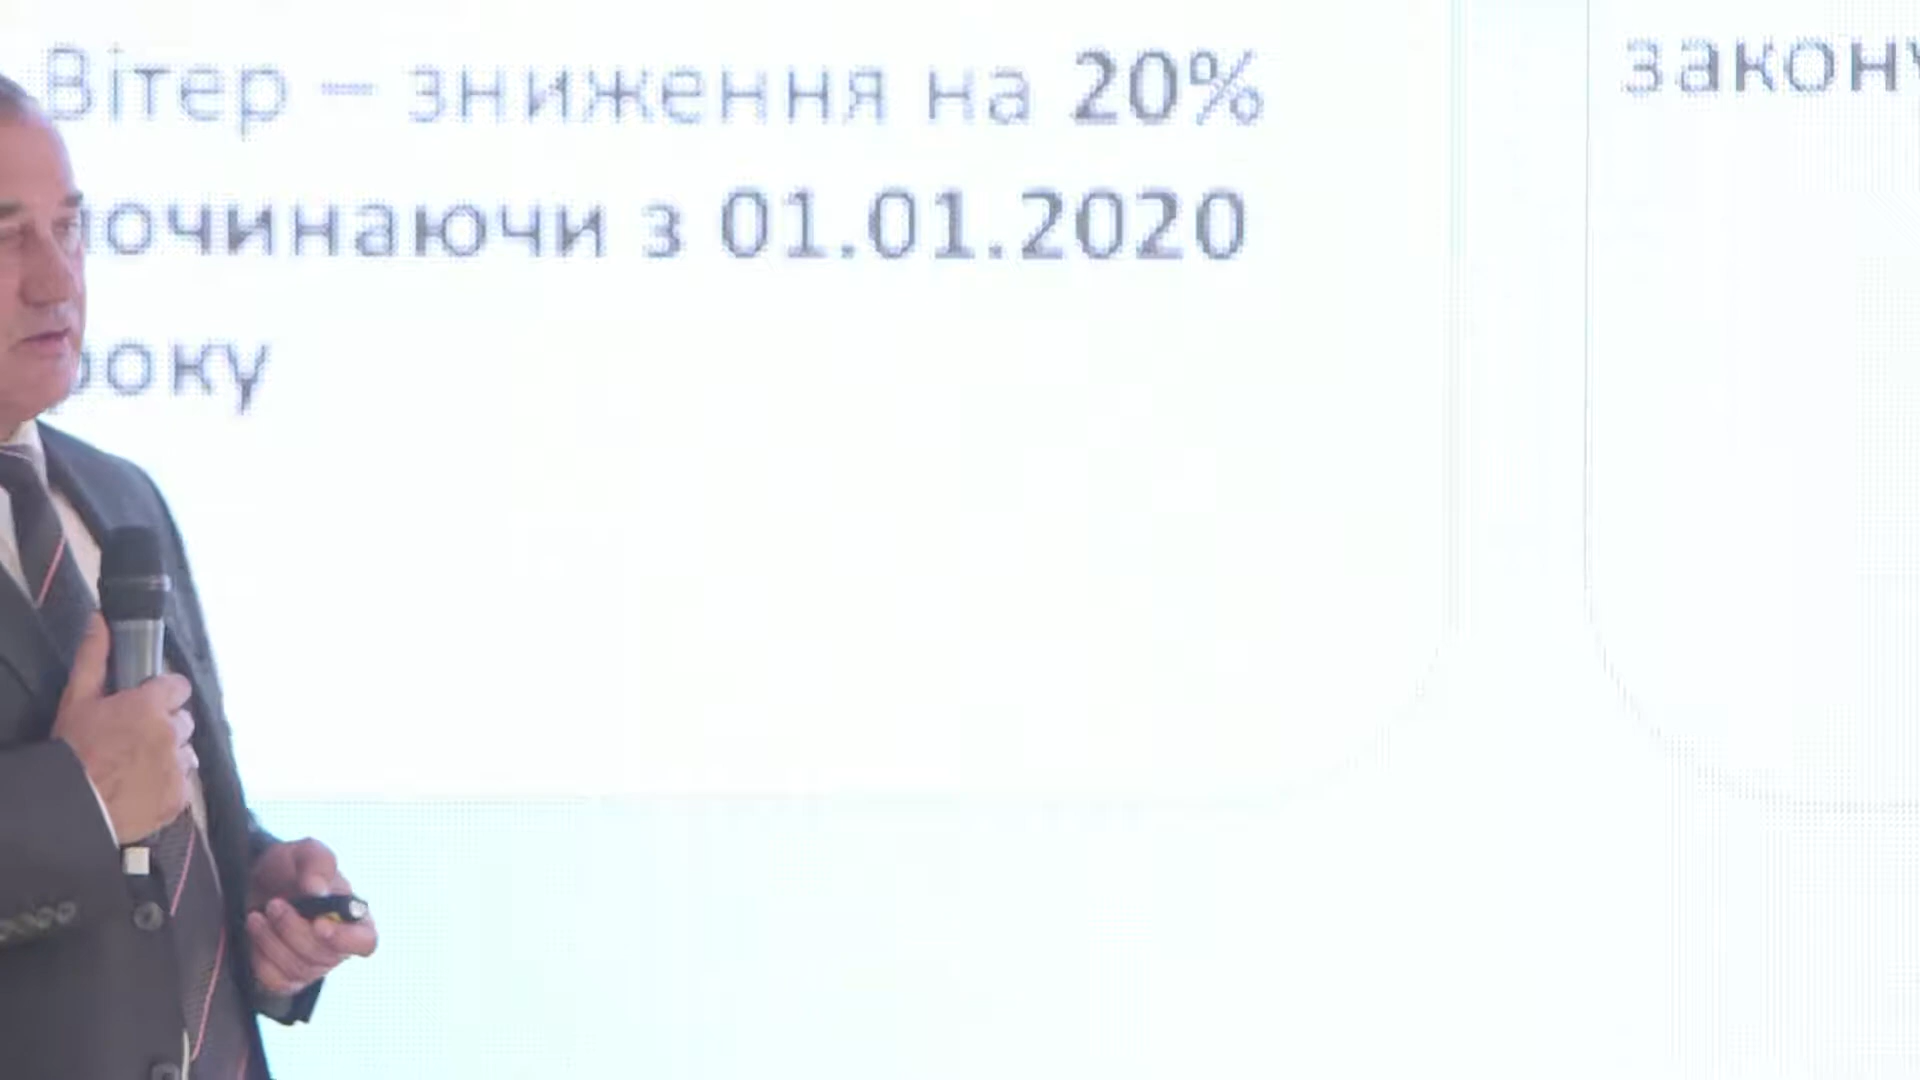 Вітер – зниження на 20%
починаючи з 01.01.2020
року
закону